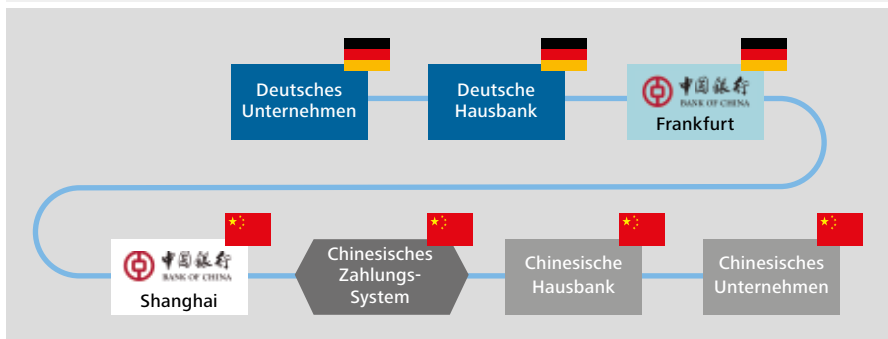 Deutsches
Unternehmen
Deutsche
Hausbank
中国银行
BANK OF CHINA
Frankfurt
中国银行
BANK OF CHINA
Shanghai
Chinesisches
Zahlungs-
System
Chinesische
Hausbank
Chinesisches
Unternehmen